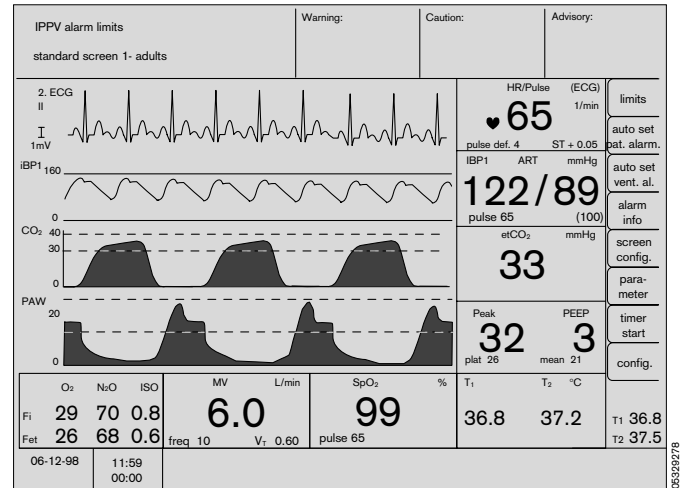 IPPV alarm limits
standard screen 1- adults
Warning:
Caution:
Advisory:
2. ECG
II
1mV
HR/Pulse (ECG)
65 1/min
pulse def. 4 ST + 0.05
iBP1 160
0
IBP1 ART mmHg
122/89
pulse 65 (100)
CO₂ 40
30
0
etCO₂ mmHg
33
PAW
20
0
Peak PEEP
32 3
plat 26 mean 21
limits
auto set
pat. alarm.
auto set
vent. al.
alarm
info
screen
config.
para-
meter
timer
start
config.
O₂ N₂O ISO
Fi 29 70 0.8
Fet 26 68 0.6
MV L/min
6.0
freq 10 VT 0.60
SpO₂ %
99
pulse 65
T₁ T₂ °C
36.8 37.2
T1 36.8
T2 37.5
06-12-98
11:59
00:00
05329278